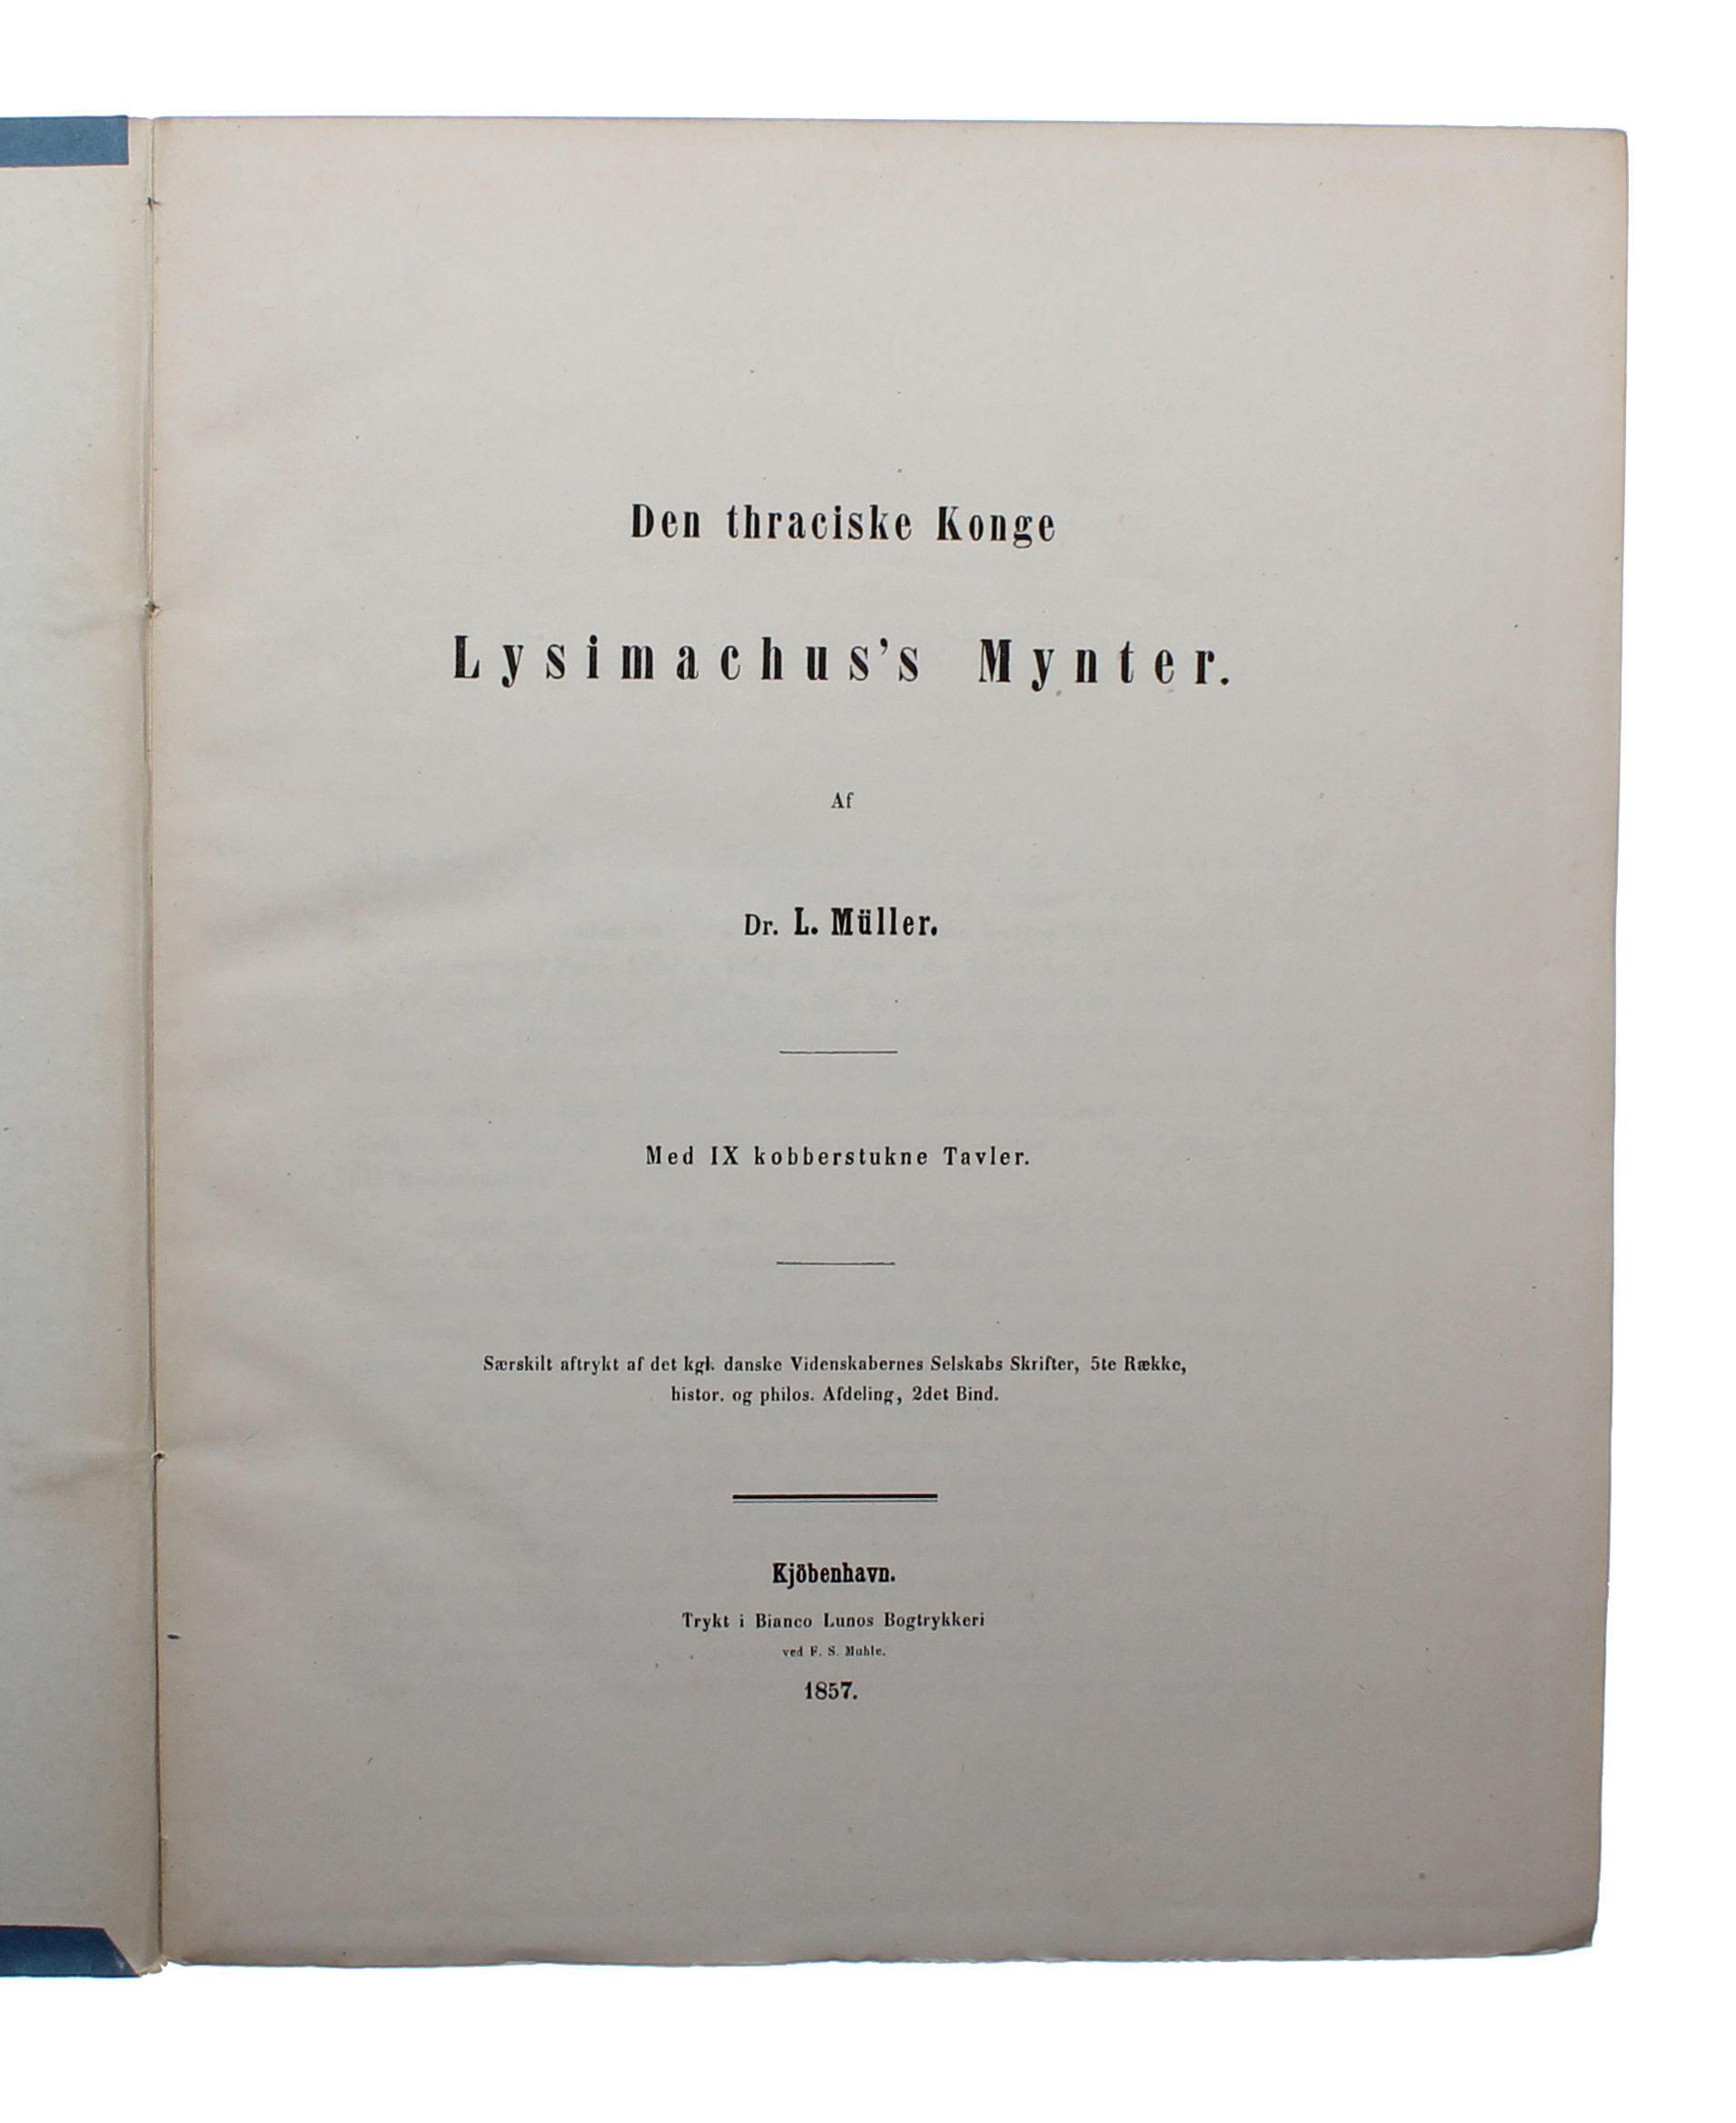 Den thraciske Konge
Lysimachus's Mynter.
Af
Dr. L. Müller.
Med IX kobberstukne Tavler.
Særskilt aftrykt af det kgl. danske Videnskabernes Selskabs Skrifter, 5te Række,
histor. og philos. Afdeling, 2det Bind.
Kjöbenhavn.
Trykt i Bianco Lunos Bogtrykkeri
ved F. S. Muhle.
1857.